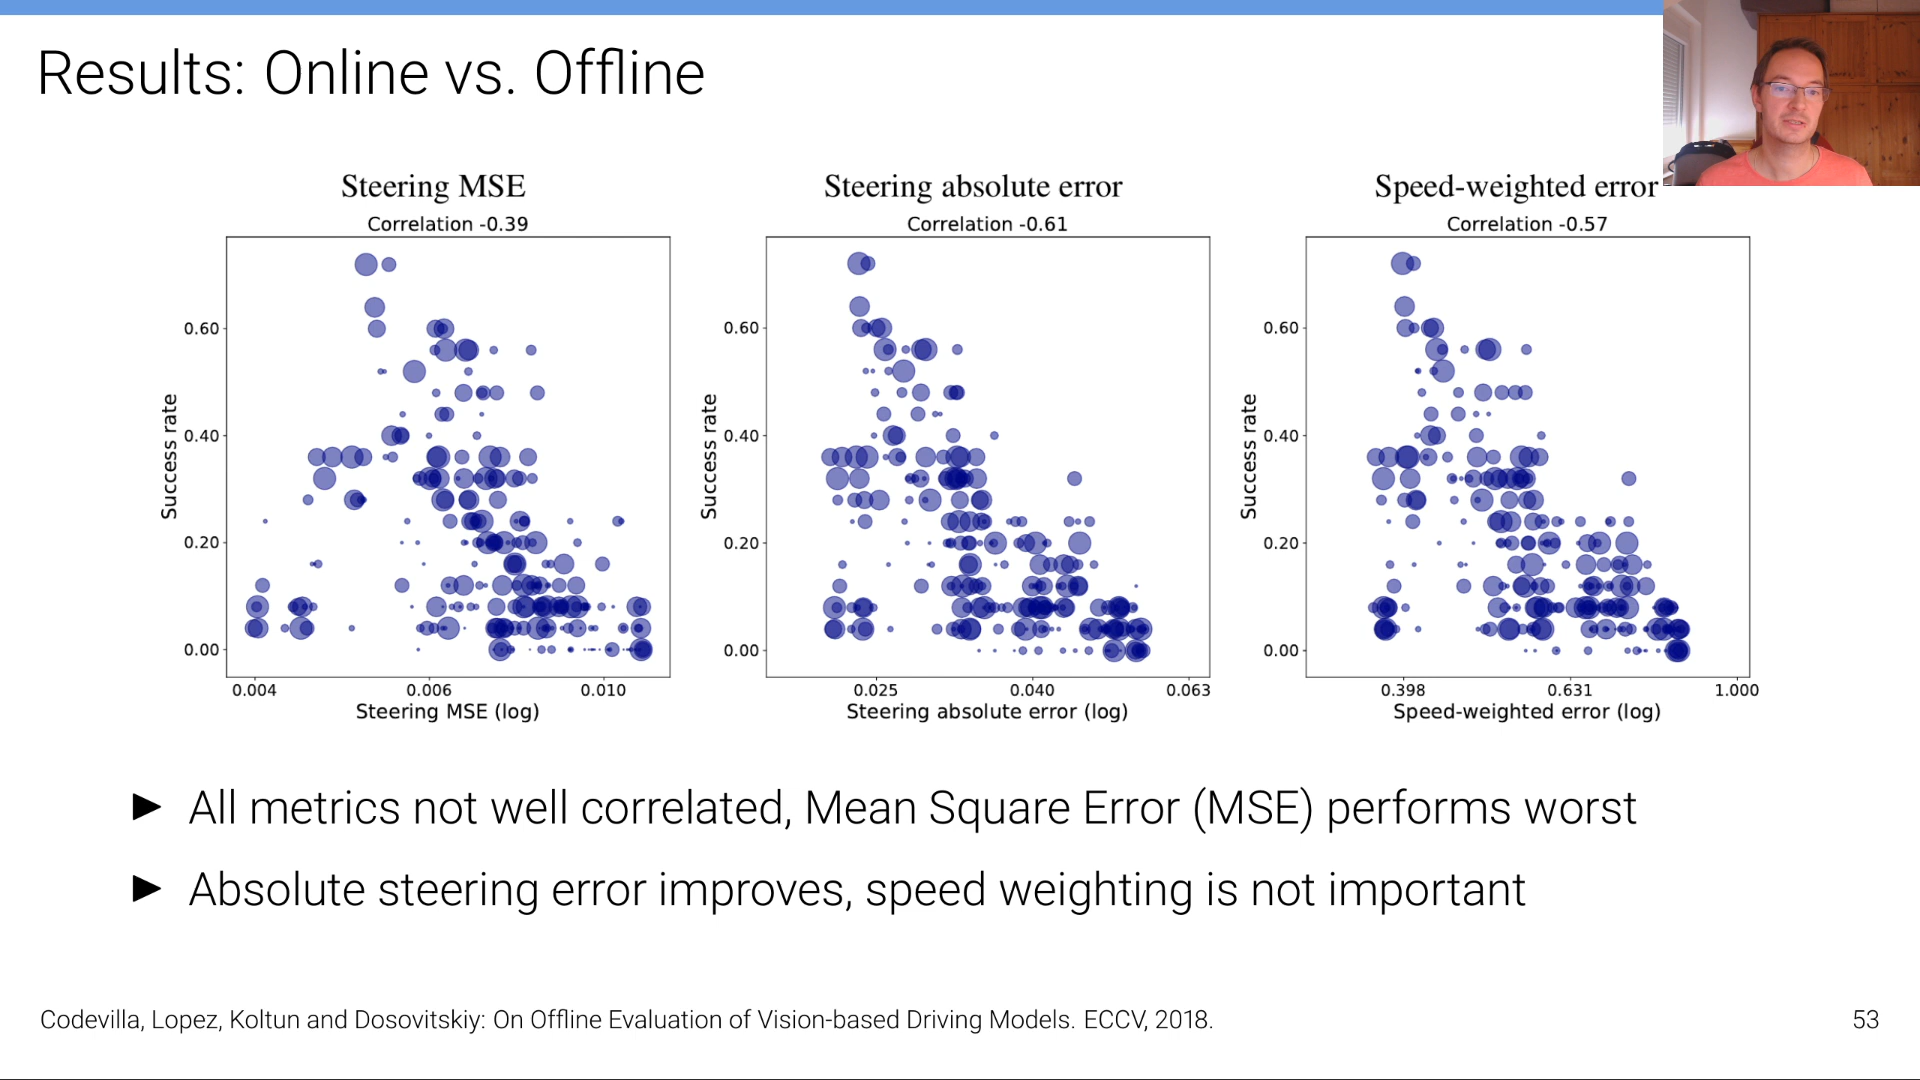 Results: Online vs. Offline
Steering MSE
Correlation -0.39
0.60
0.40
0.20
0.00
Success rate
0.004 0.006 0.010
Steering MSE (log)
Steering absolute error
Correlation -0.61
0.60
0.40
0.20
0.00
Success rate
0.025 0.040 0.063
Steering absolute error (log)
Speed-weighted error
Correlation -0.57
0.60
0.40
0.20
0.00
Success rate
0.398 0.631 1.000
Speed-weighted error (log)
► All metrics not well correlated, Mean Square Error (MSE) performs worst
► Absolute steering error improves, speed weighting is not important
Codevilla, Lopez, Koltun and Dosovitskiy: On Offline Evaluation of Vision-based Driving Models. ECCV, 2018.
53